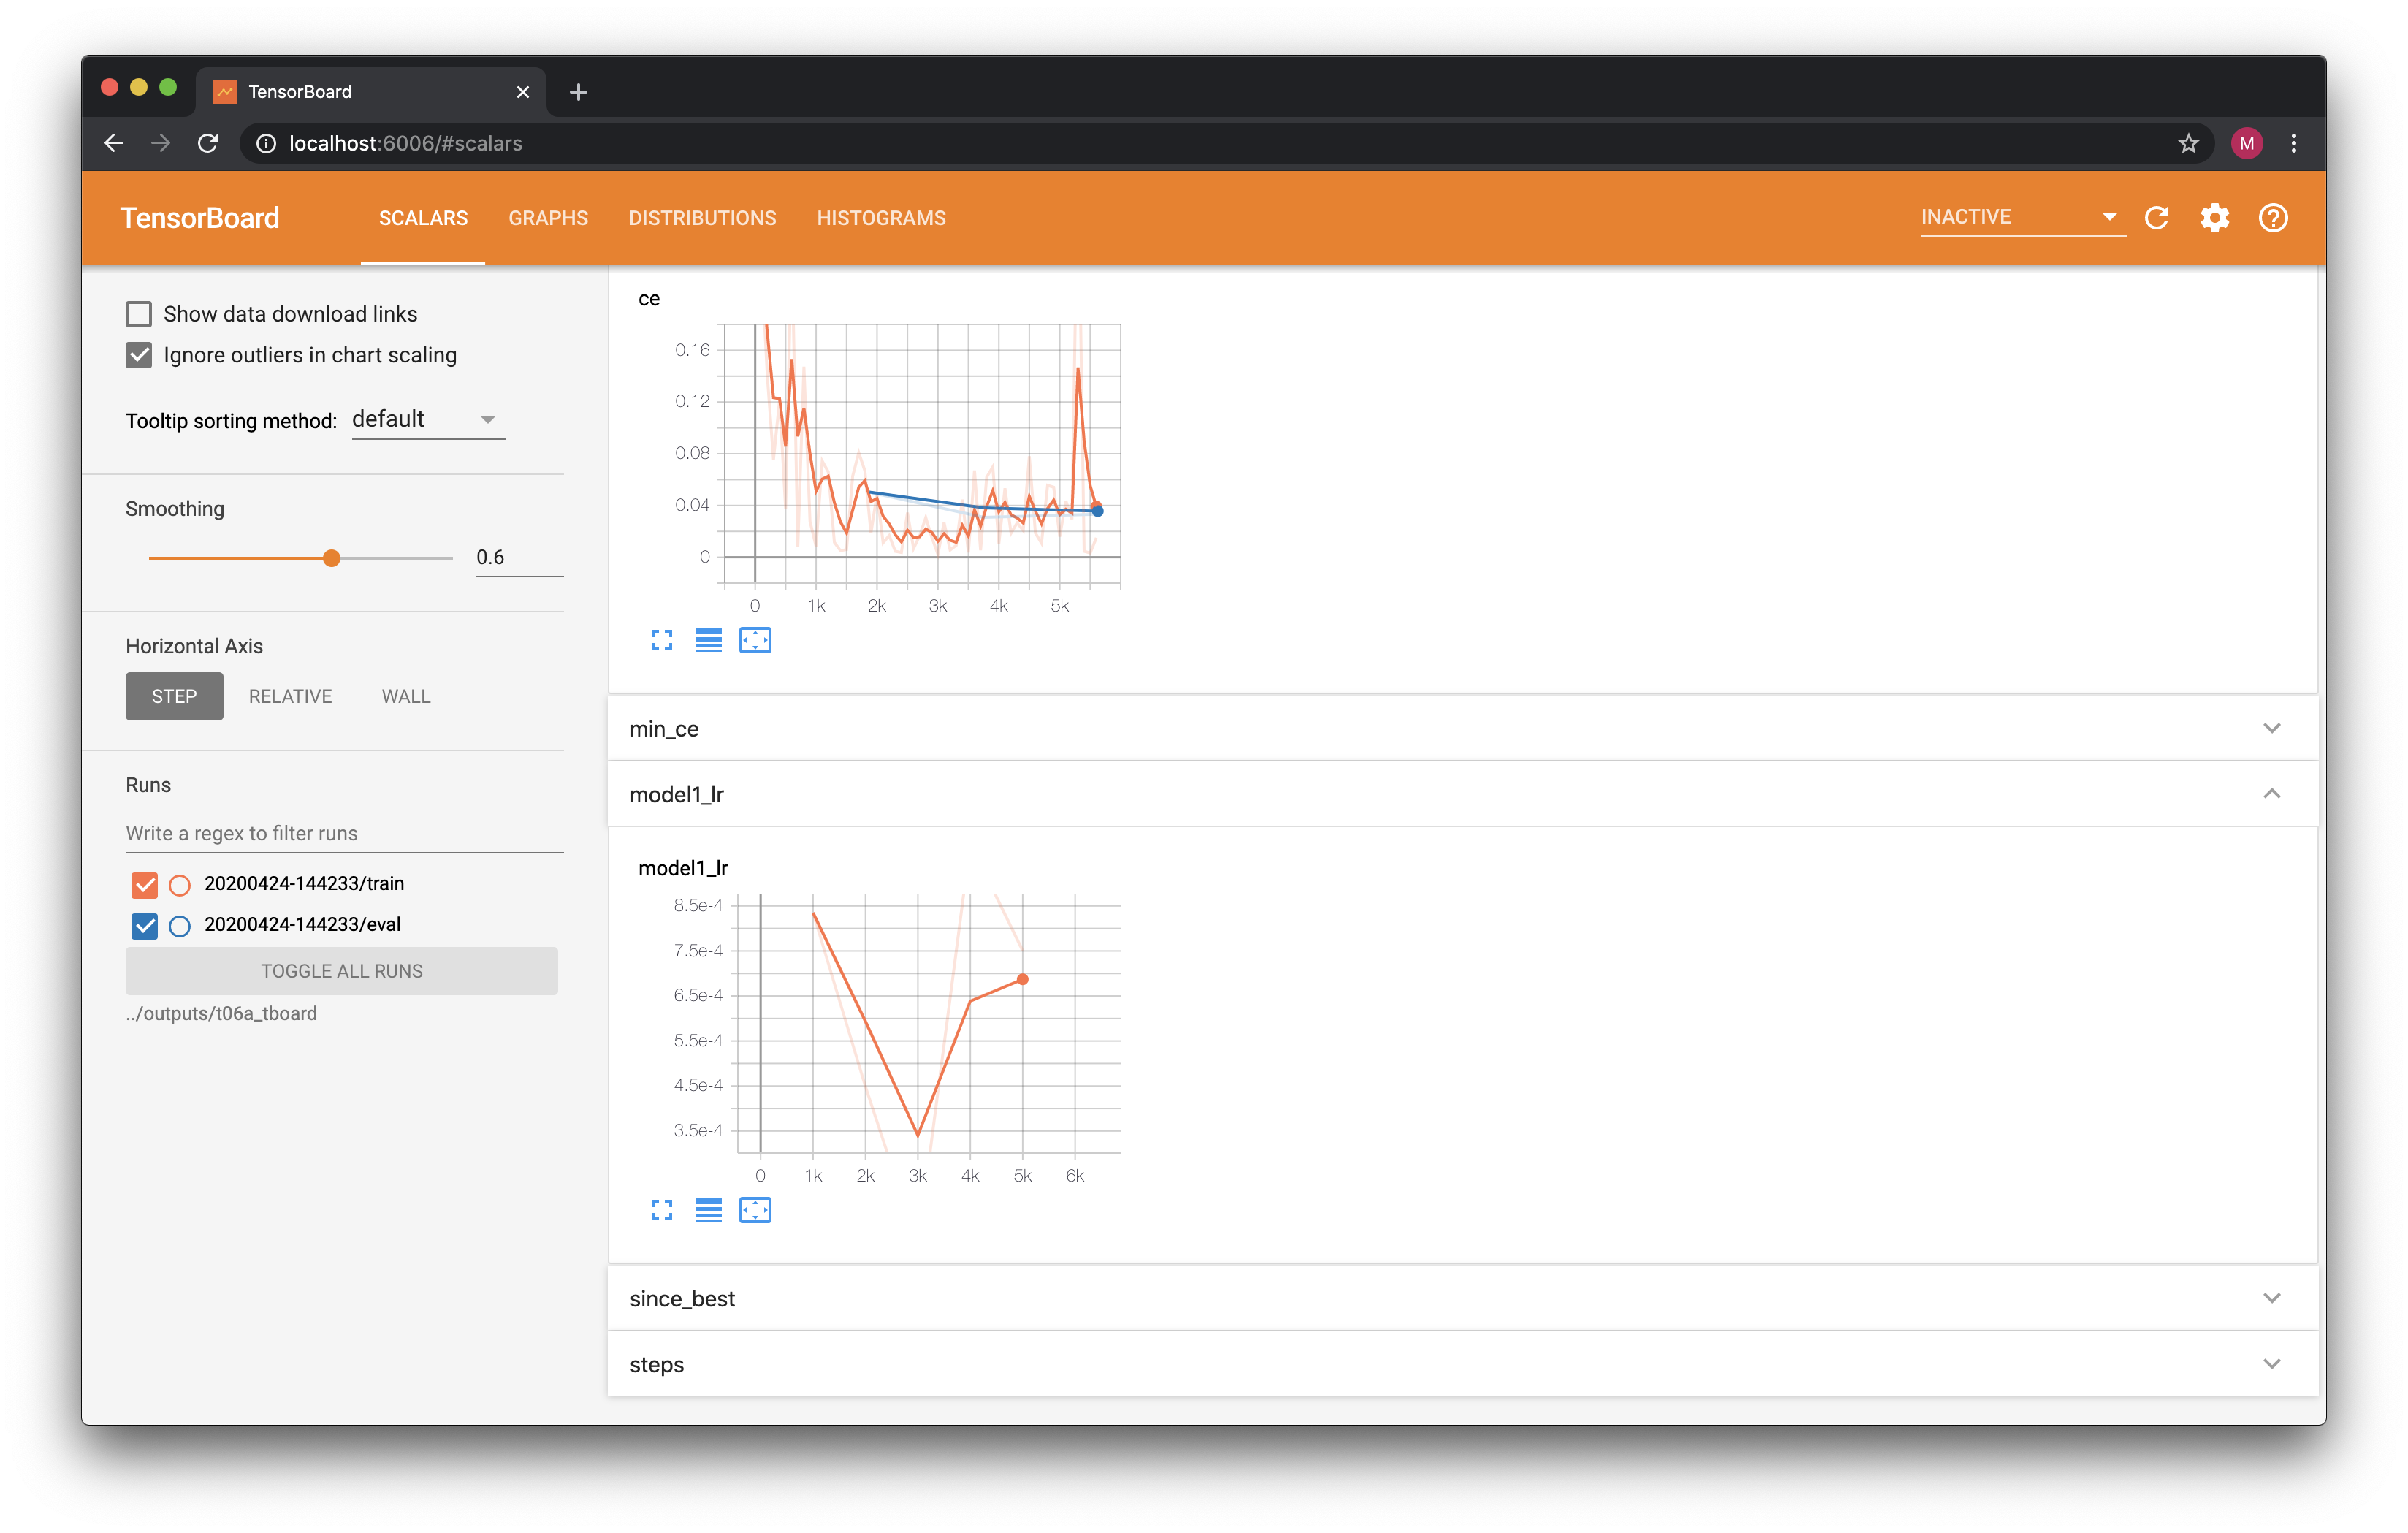 TensorBoard
localhost:6006/#scalars
M
TensorBoard
SCALARS
GRAPHS
DISTRIBUTIONS
HISTOGRAMS
INACTIVE
Show data download links
Ignore outliers in chart scaling
Tooltip sorting method: default
Smoothing
0.6
Horizontal Axis
STEP
RELATIVE
WALL
Runs
Write a regex to filter runs
20200424-144233/train
20200424-144233/eval
TOGGLE ALL RUNS
../outputs/t06a_tboard
ce
0.16
0.12
0.08
0.04
0
0 1k 2k 3k 4k 5k
min_ce
model1_lr
model1_lr
8.5e-4
7.5e-4
6.5e-4
5.5e-4
4.5e-4
3.5e-4
0 1k 2k 3k 4k 5k 6k
since_best
steps